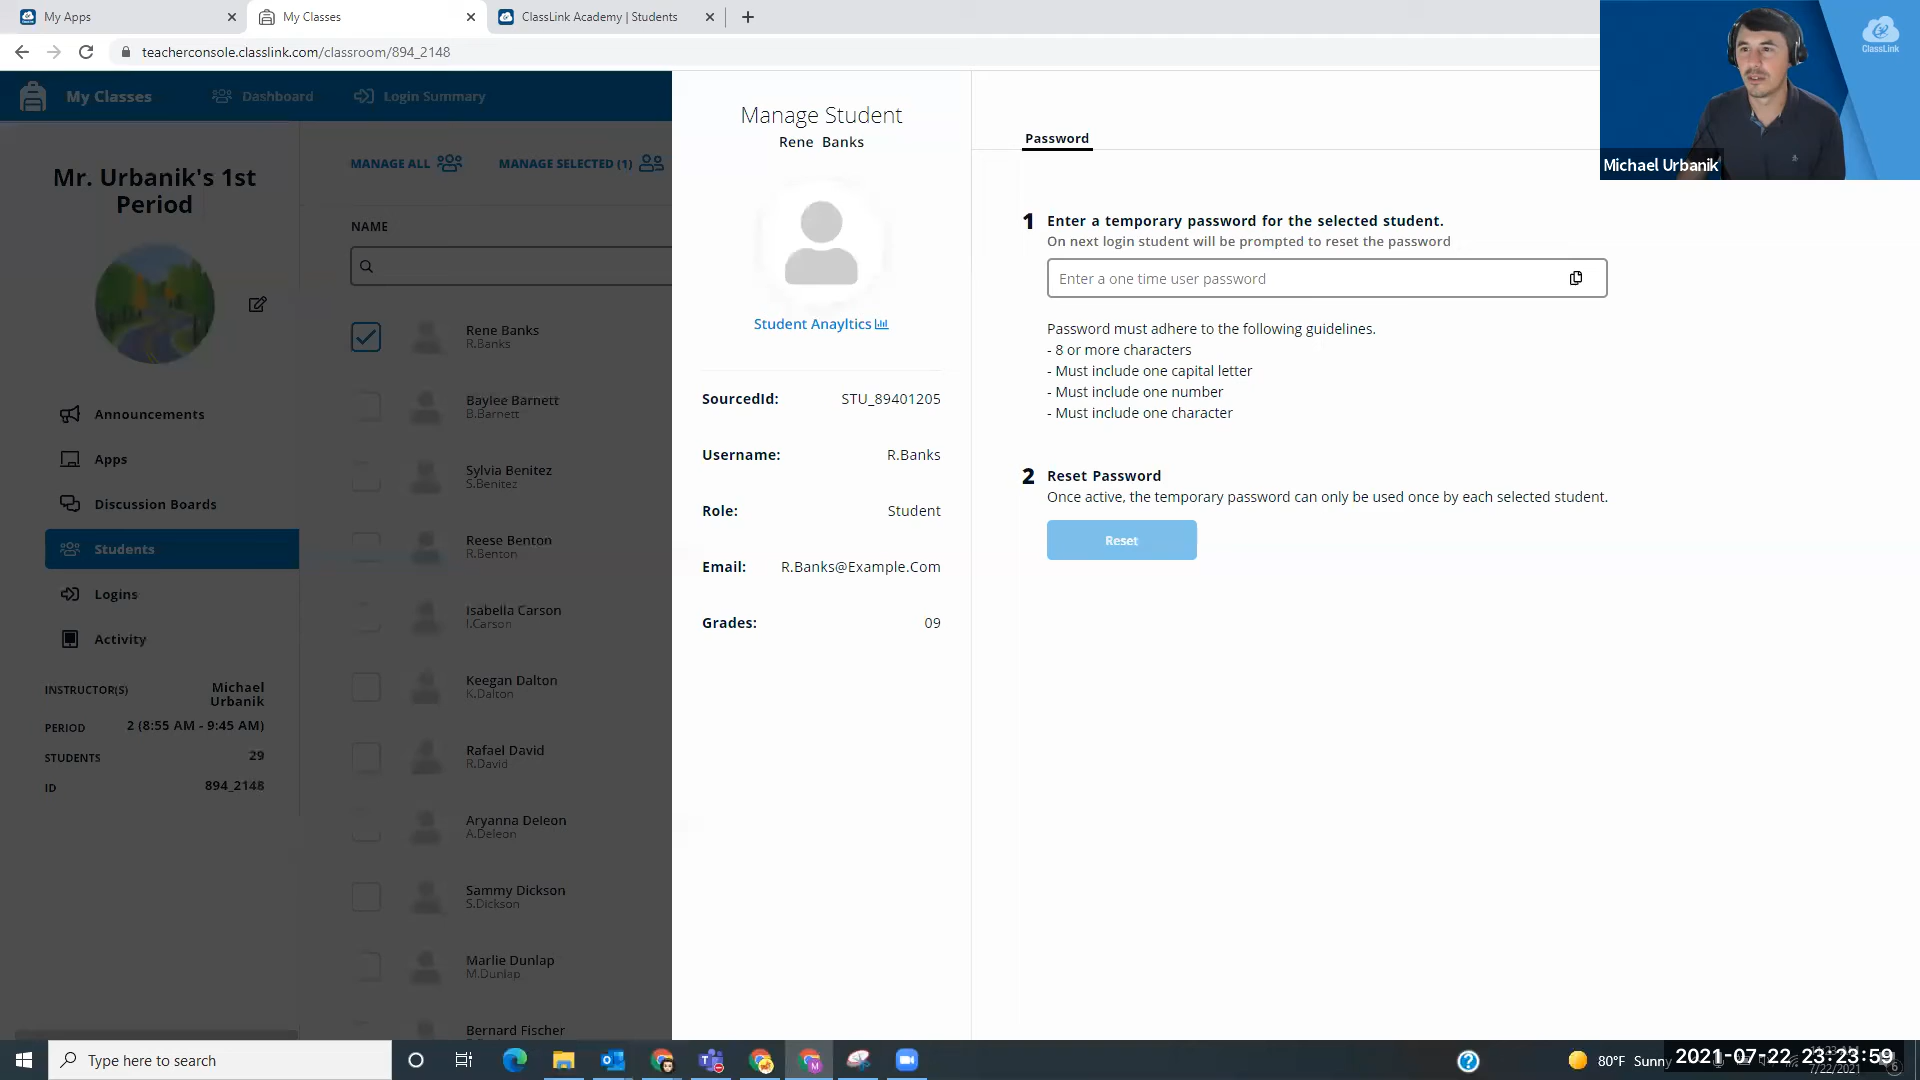 My Apps
My Classes
ClassLink Academy | Students
teacherconsole.classlink.com/classroom/894_2148
My Classes
Dashboard
Login Summary
Mr. Urbanik's 1st
Period
Announcements
Apps
Discussion Boards
Students
Logins
Activity
INSTRUCTOR(S) Michael
Urbanik
PERIOD 2 (8:55 AM - 9:45 AM)
STUDENTS 29
ID 894_2148
MANAGE ALL
MANAGE SELECTED (1)
NAME
Rene Banks
R.Banks
Baylee Barnett
B.Barnett
Sylvia Benitez
S.Benitez
Reese Benton
R.Benton
Isabella Carson
I.Carson
Keegan Dalton
K.Dalton
Rafael David
R.David
Aryanna Deleon
A.Deleon
Sammy Dickson
S.Dickson
Marlie Dunlap
M.Dunlap
Bernard Fischer
Manage Student
Rene Banks
Student Anayltics
SourcedId: STU_89401205
Username: R.Banks
Role: Student
Email: R.Banks@Example.Com
Grades: 09
Password
1 Enter a temporary password for the selected student.
On next login student will be prompted to reset the password
Enter a one time user password
Password must adhere to the following guidelines.
- 8 or more characters
- Must include one capital letter
- Must include one number
- Must include one character
2 Reset Password
Once active, the temporary password can only be used once by each selected student.
Reset
ClassLink
Michael Urbanik
Type here to search
80°F Sunny
2021-07-22 23:23:59
7/22/2021
6